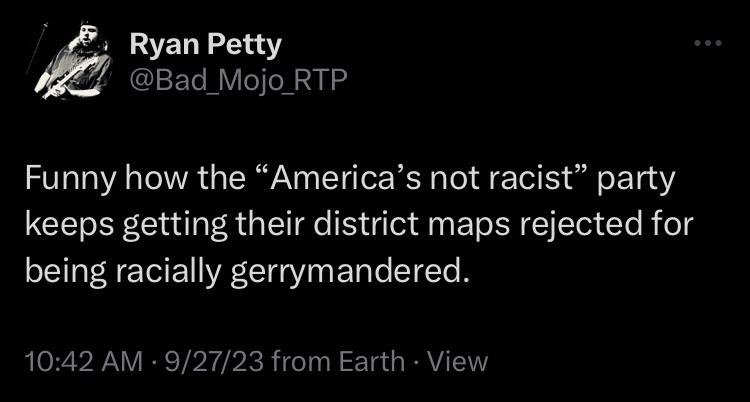 Ryan Petty
@Bad_Mojo_RTP
Funny how the “America’s not racist” party
keeps getting their district maps rejected for
being racially gerrymandered.
10:42 AM · 9/27/23 from Earth · View